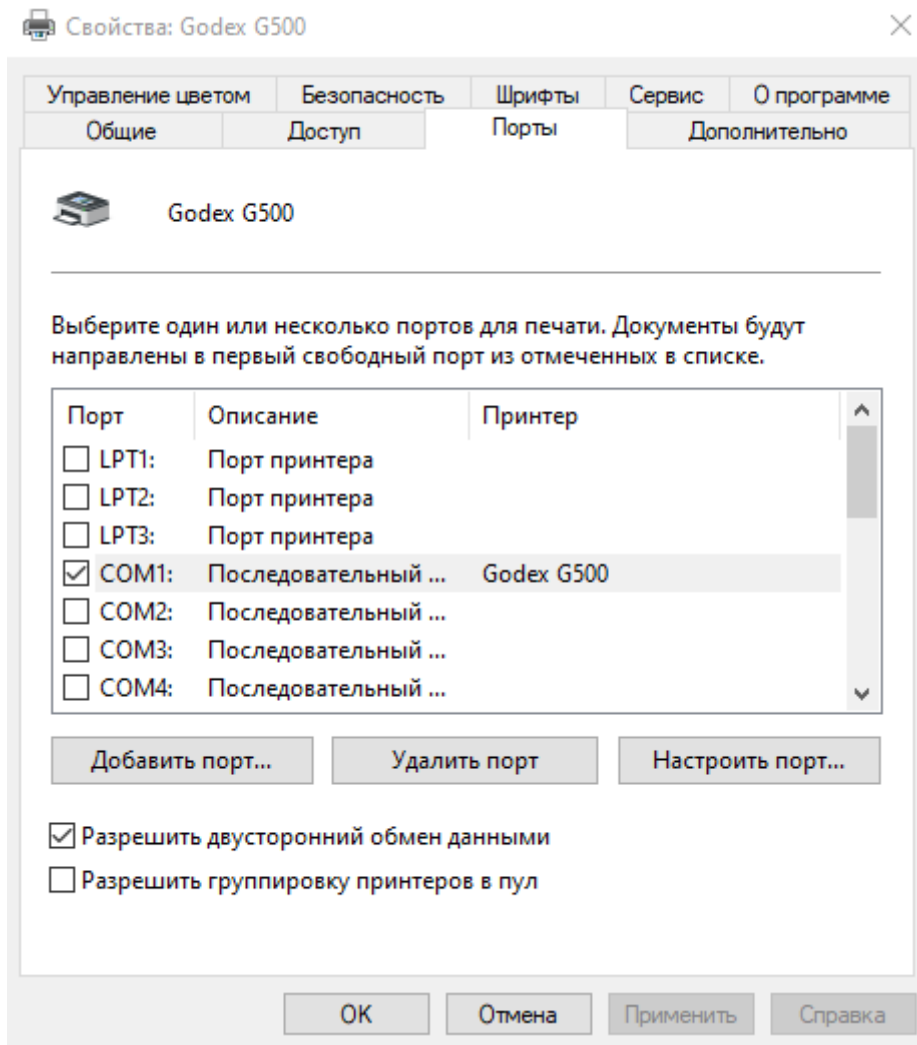 Свойства: Godex G500
Управление цветом Безопасность Шрифты Сервис О программе
Общие Доступ Порты Дополнительно
Godex G500
Выберите один или несколько портов для печати. Документы будут
направлены в первый свободный порт из отмеченных в списке.
Порт Описание Принтер
LPT1: Порт принтера
LPT2: Порт принтера
LPT3: Порт принтера
COM1: Последовательный ... Godex G500
COM2: Последовательный ...
COM3: Последовательный ...
COM4: Последовательный ...
Добавить порт... Удалить порт Настроить порт...
Разрешить двусторонний обмен данными
Разрешить группировку принтеров в пул
OK Отмена Применить Справка